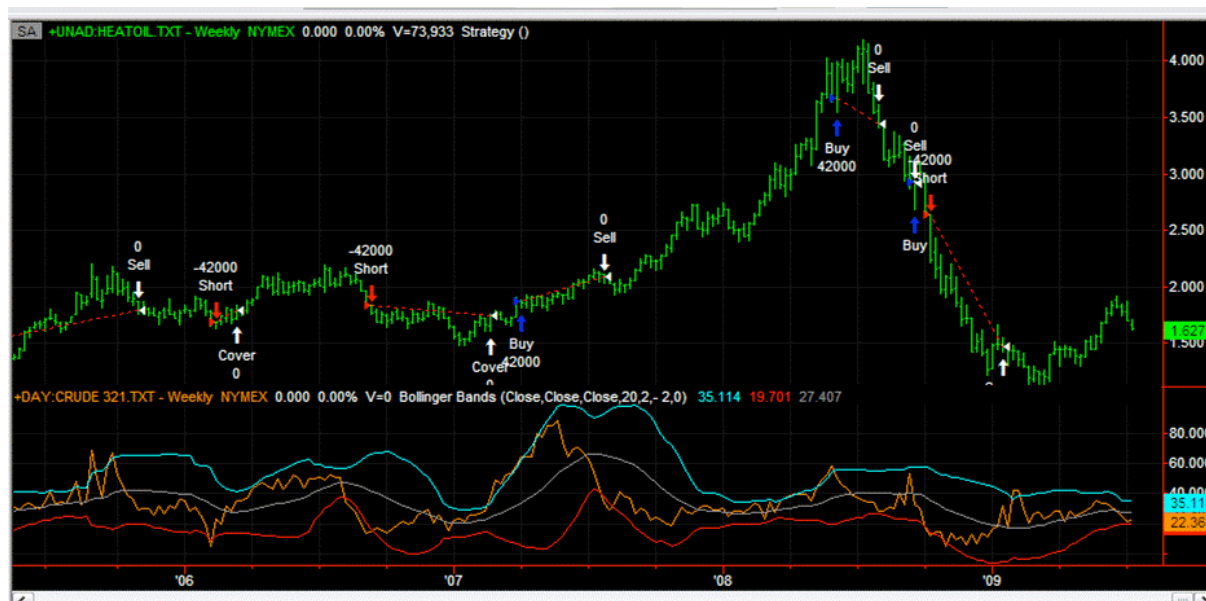 SA +UNAD:HEATOIL.TXT - Weekly NYMEX 0.000 0.00% V=73,933 Strategy ()
4.000
0
Sell
3.500
Buy
42000
0
Sell
-42000
Short
3.000
Buy
2.500
0
Sell
-42000
Short
-42000
Short
0
Sell
2.000
1.627
1.500
Cover
0
Cover
Buy
42000
+DAY:CRUDE 321.TXT - Weekly NYMEX 0.000 0.00% V=0 Bollinger Bands (Close,Close,Close,20,2,- 2,0) 35.114 19.701 27.407
80.000
60.000
40.000
35.11
22.36
'06 '07 '08 '09